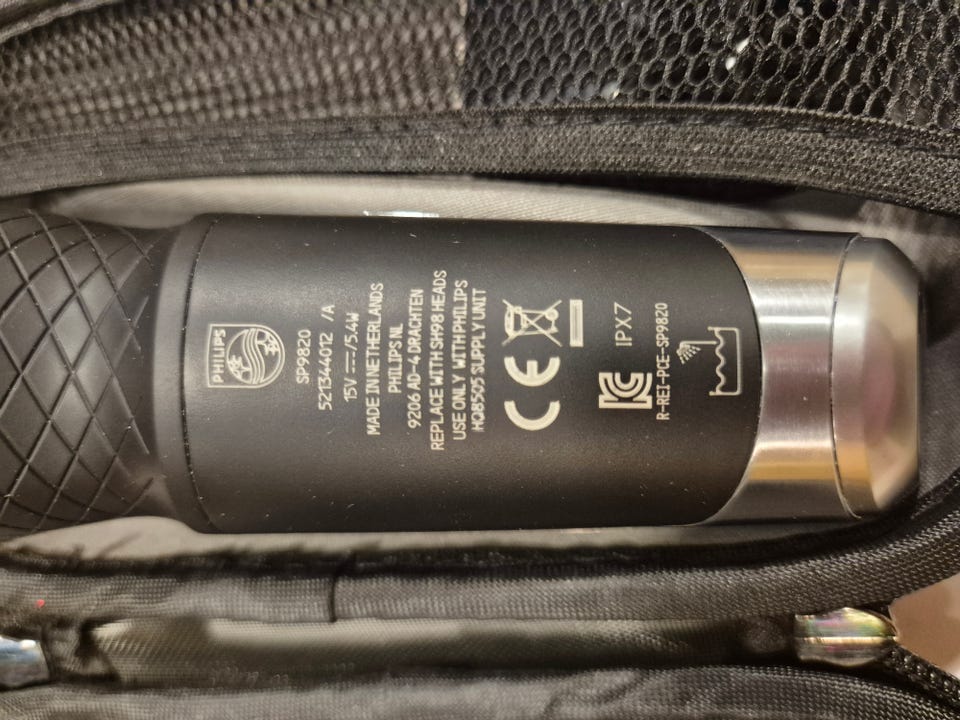 PHILIPS
SP9820
521344012 /A
15V ⎓/5.4W
MADE IN NETHERLANDS
PHILIPS NL
9206 AD-4 DRACHTEN
REPLACE WITH SH98 HEADS
USE ONLY WITH PHILIPS
HQ8505 SUPPLY UNIT
CE
IPX7
R-REI-PCE-SP9820